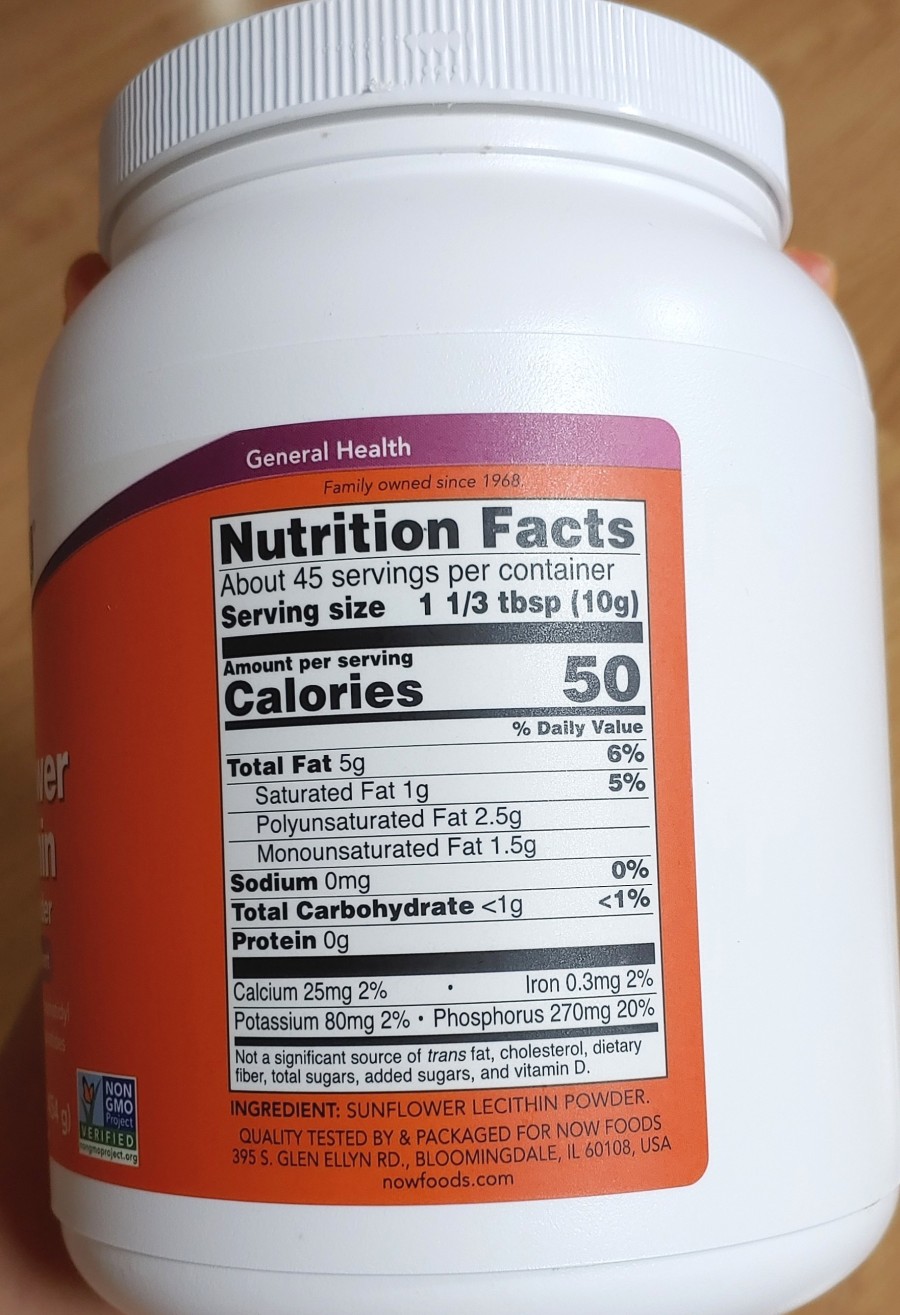 General Health
Family owned since 1968.
Nutrition Facts
About 45 servings per container
Serving size 1 1/3 tbsp (10g)
Amount per serving
Calories 50
% Daily Value
Total Fat 5g 6%
Saturated Fat 1g 5%
Polyunsaturated Fat 2.5g
Monounsaturated Fat 1.5g
Sodium 0mg 0%
Total Carbohydrate <1g <1%
Protein 0g
Calcium 25mg 2% • Iron 0.3mg 2%
Potassium 80mg 2% • Phosphorus 270mg 20%
Not a significant source of trans fat, cholesterol, dietary
fiber, total sugars, added sugars, and vitamin D.
INGREDIENT: SUNFLOWER LECITHIN POWDER.
QUALITY TESTED BY & PACKAGED FOR NOW FOODS
395 S. GLEN ELLYN RD., BLOOMINGDALE, IL 60108, USA
nowfoods.com
NON
GMO
Project
VERIFIED